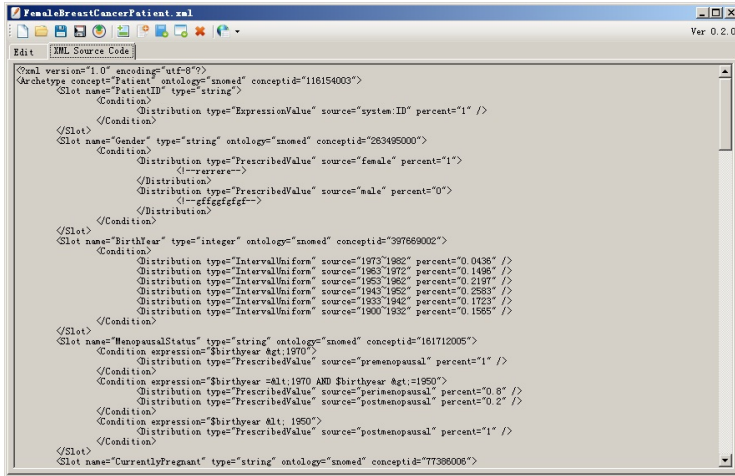 FemaleBreastCancerPatient.xml
Ver 0.2.0
Edit XML Source Code
<?xml version="1.0" encoding="utf-8"?>
<Archetype concept="Patient" ontology="snomed" conceptid="116154003">
<Slot name="PatientID" type="string">
<Condition>
<Distribution type="ExpressionValue" source="system:ID" percent="1" />
</Condition>
</Slot>
<Slot name="Gender" type="string" ontology="snomed" conceptid="263495000">
<Condition>
<Distribution type="PrescribedValue" source="female" percent="1">
<!--rerrere-->
</Distribution>
<Distribution type="PrescribedValue" source="male" percent="0">
<!--gffggfgfgf-->
</Distribution>
</Condition>
</Slot>
<Slot name="BirthYear" type="integer" ontology="snomed" conceptid="397669002">
<Condition>
<Distribution type="IntervalUniform" source="1973~1982" percent="0.0436" />
<Distribution type="IntervalUniform" source="1963~1972" percent="0.1496" />
<Distribution type="IntervalUniform" source="1953~1962" percent="0.2197" />
<Distribution type="IntervalUniform" source="1943~1952" percent="0.2583" />
<Distribution type="IntervalUniform" source="1933~1942" percent="0.1723" />
<Distribution type="IntervalUniform" source="1900~1932" percent="0.1565" />
</Condition>
</Slot>
<Slot name="MenopausalStatus" type="string" ontology="snomed" conceptid="161712005">
<Condition expression="$birthyear &gt;1970">
<Distribution type="PrescribedValue" source="premenopausal" percent="1" />
</Condition>
<Condition expression="$birthyear =&lt;1970 AND $birthyear &gt;=1950">
<Distribution type="PrescribedValue" source="perimenopausal" percent="0.8" />
<Distribution type="PrescribedValue" source="postmenopausal" percent="0.2" />
</Condition>
<Condition expression="$birthyear &lt; 1950">
<Distribution type="PrescribedValue" source="postmenopausal" percent="1" />
</Condition>
</Slot>
<Slot name="CurrentlyPregnant" type="string" ontology="snomed" conceptid="77386006">